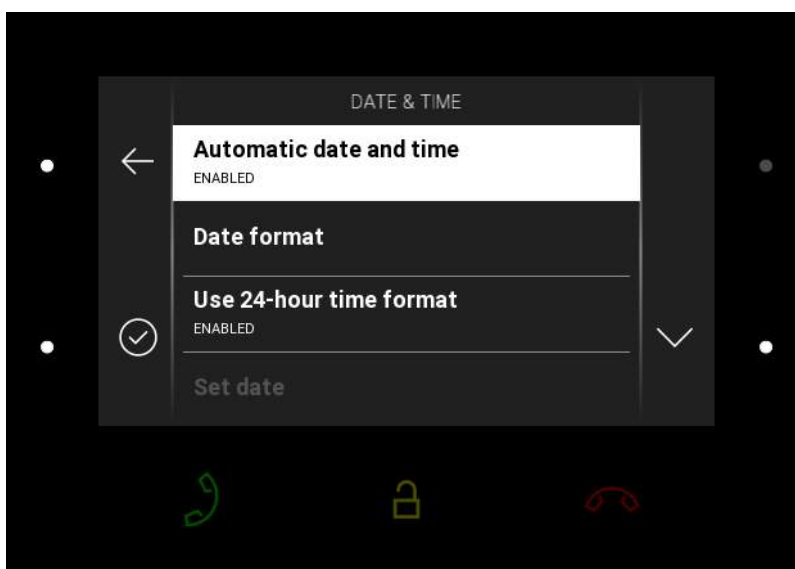 DATE & TIME
Automatic date and time
ENABLED
Date format
Use 24-hour time format
ENABLED
Set date